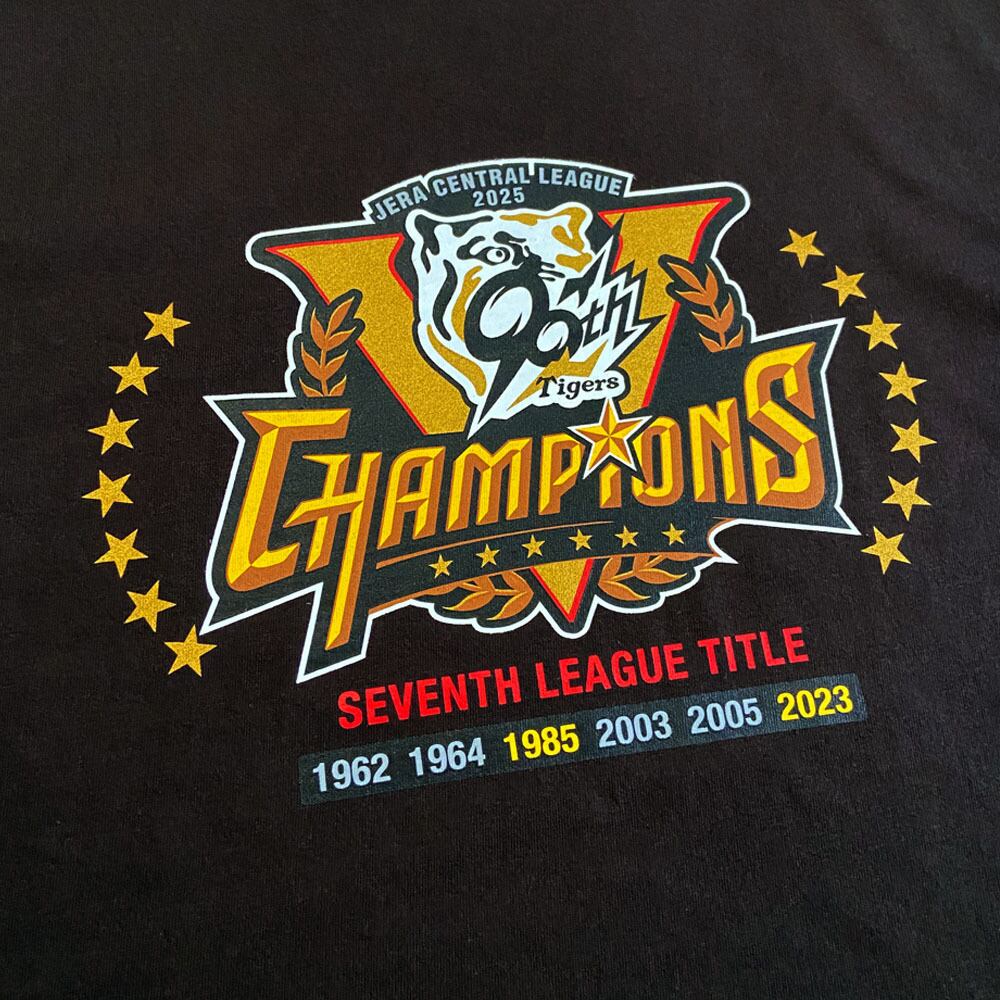 JERA CENTRAL LEAGUE
2025
90th
Tigers
CHAMPIONS
SEVENTH LEAGUE TITLE
1962 1964 1985 2003 2005 2023